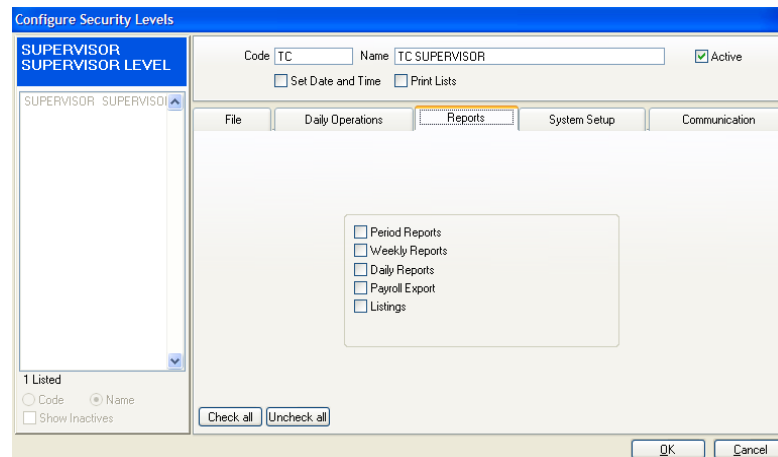 Configure Security Levels
SUPERVISOR
SUPERVISOR LEVEL
Code TC Name TC SUPERVISOR Active
Set Date and Time Print Lists
SUPERVISOR SUPERVISOR
File Daily Operations Reports System Setup Communication
Period Reports
Weekly Reports
Daily Reports
Payroll Export
Listings
1 Listed
Code Name
Show Inactives
Check all Uncheck all
OK Cancel